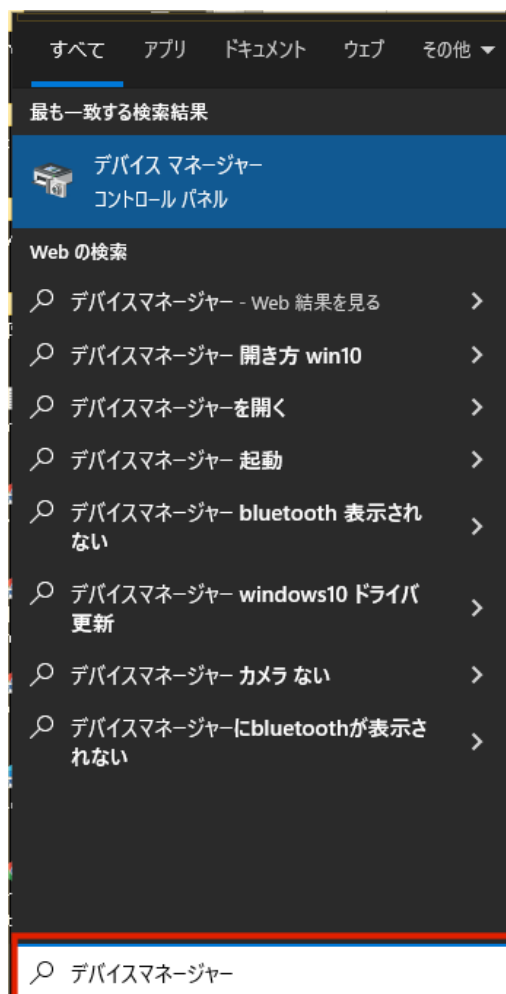 すべて アプリ ドキュメント ウェブ その他
最も一致する検索結果
デバイス マネージャー
コントロール パネル
Web の検索
デバイスマネージャー - Web 結果を見る
デバイスマネージャー 開き方 win10
デバイスマネージャーを開く
デバイスマネージャー 起動
デバイスマネージャー bluetooth 表示され
ない
デバイスマネージャー windows10 ドライバ
更新
デバイスマネージャー カメラ ない
デバイスマネージャーにbluetoothが表示さ
れない
デバイスマネージャー